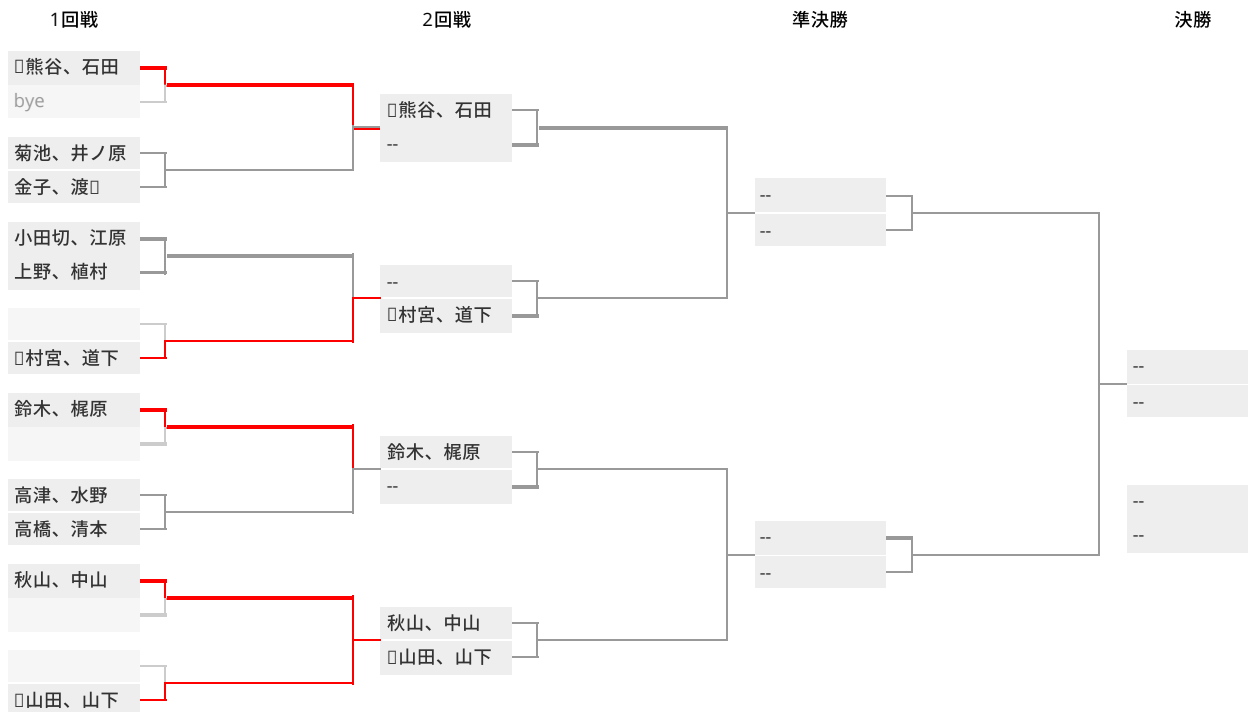 1回戦
2回戦
準決勝
決勝
熊谷、石田
bye
菊池、井ノ原
金子、渡
小田切、江原
上野、植村
村宮、道下
鈴木、梶原
高津、水野
高橋、清本
秋山、中山
山田、山下
熊谷、石田
--
--
村宮、道下
鈴木、梶原
--
秋山、中山
山田、山下
--
--
--
--
--
--
--
--